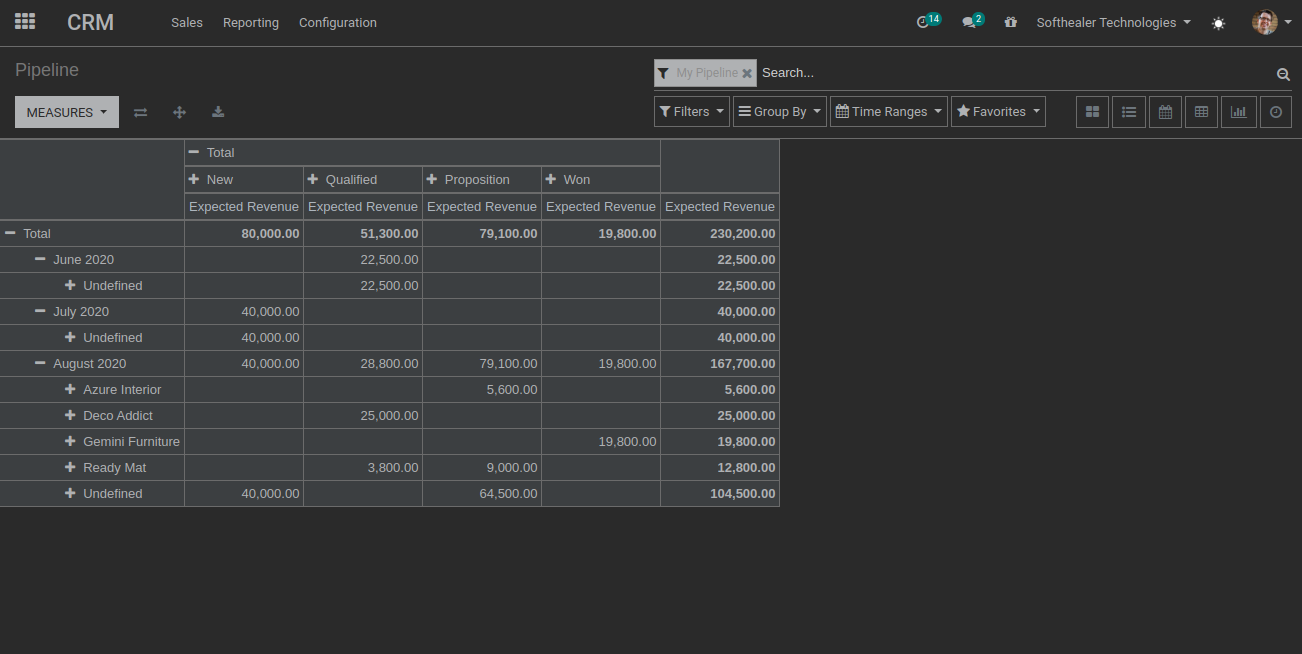 CRM Sales Reporting Configuration 14 2 Softhealer Technologies
Pipeline
My Pipeline Search...
MEASURES Filters Group By Time Ranges Favorites
Total
New Qualified Proposition Won
Expected Revenue Expected Revenue Expected Revenue Expected Revenue Expected Revenue
Total 80,000.00 51,300.00 79,100.00 19,800.00 230,200.00
June 2020 22,500.00 22,500.00
Undefined 22,500.00 22,500.00
July 2020 40,000.00 40,000.00
Undefined 40,000.00 40,000.00
August 2020 40,000.00 28,800.00 79,100.00 19,800.00 167,700.00
Azure Interior 5,600.00 5,600.00
Deco Addict 25,000.00 25,000.00
Gemini Furniture 19,800.00 19,800.00
Ready Mat 3,800.00 9,000.00 12,800.00
Undefined 40,000.00 64,500.00 104,500.00